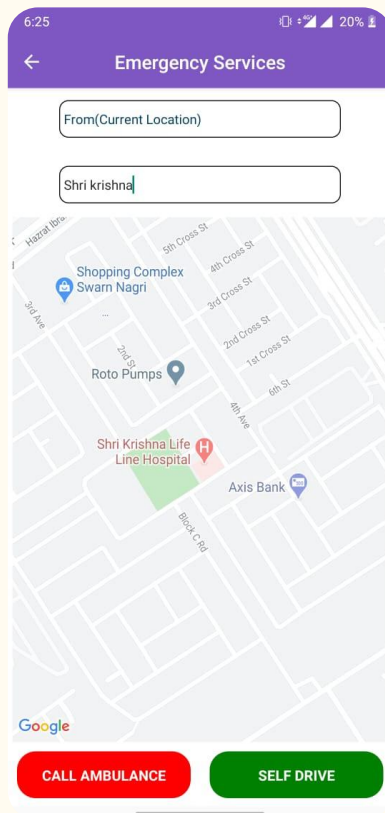 6:25
4G
20%
Emergency Services
From(Current Location)
Shri krishna
Hazrat Ibra
5th Cross St
4th Cross St
Shopping Complex
Swarn Nagri
3rd Cross St
3rd Ave
...
2nd Cross St
2nd St
1st Cross St
Roto Pumps
6th St
4th Ave
Shri Krishna Life
Line Hospital
H
Axis Bank
Block C Rd
Google
CALL AMBULANCE
SELF DRIVE